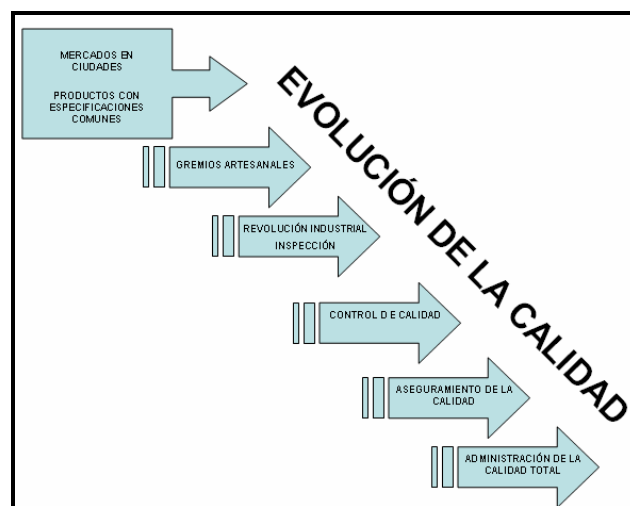 MERCADOS EN
CIUDADES
PRODUCTOS CON
ESPECIFICACIONES
COMUNES
EVOLUCIÓN DE LA CALIDAD
GREMIOS ARTESANALES
REVOLUCIÓN INDUSTRIAL
INSPECCIÓN
CONTROL DE CALIDAD
ASEGURAMIENTO DE LA
CALIDAD
ADMINISTRACIÓN DE LA
CALIDAD TOTAL